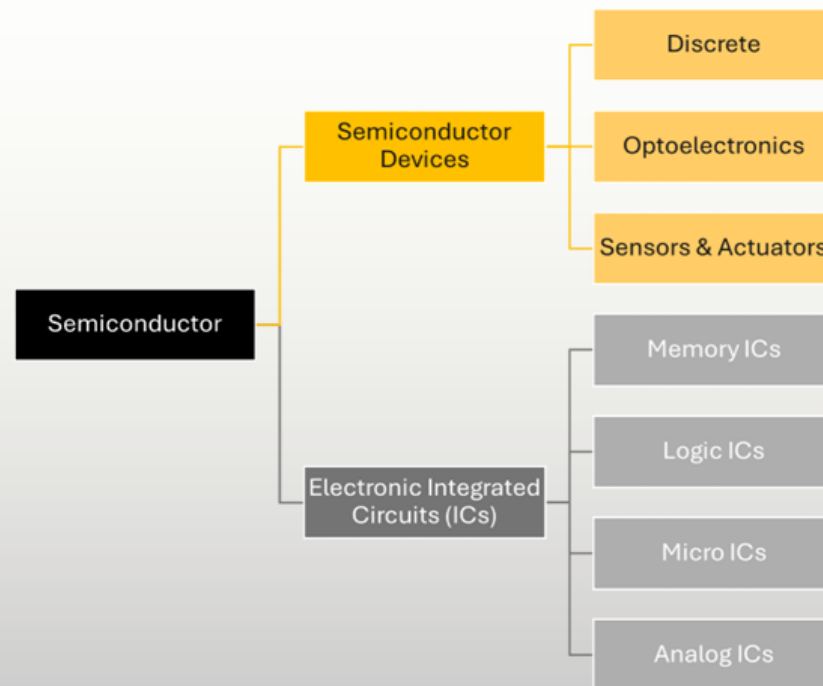 Discrete
Semiconductor
Devices
Optoelectronics
Sensors & Actuators
Semiconductor
Memory ICs
Logic ICs
Electronic Integrated
Circuits (ICs)
Micro ICs
Analog ICs